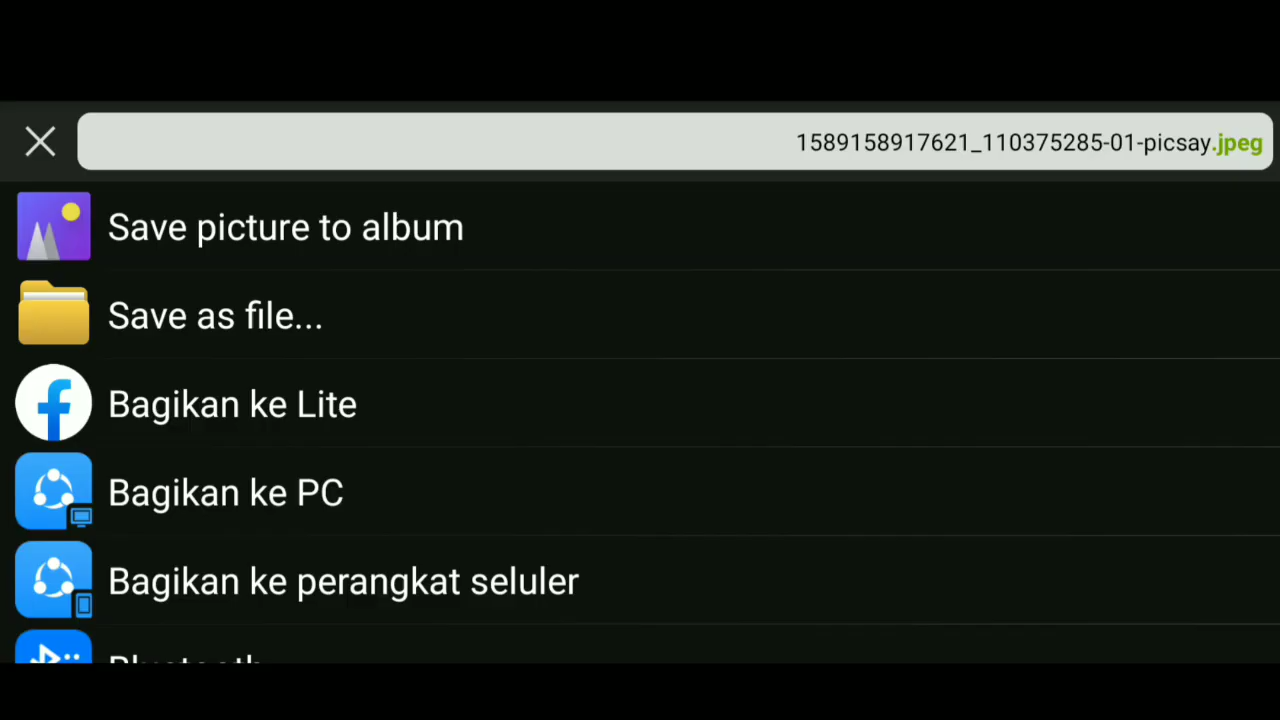 1589158917621_110375285-01-picsay.jpeg
Save picture to album
Save as file...
Bagikan ke Lite
Bagikan ke PC
Bagikan ke perangkat seluler
Bluetooth